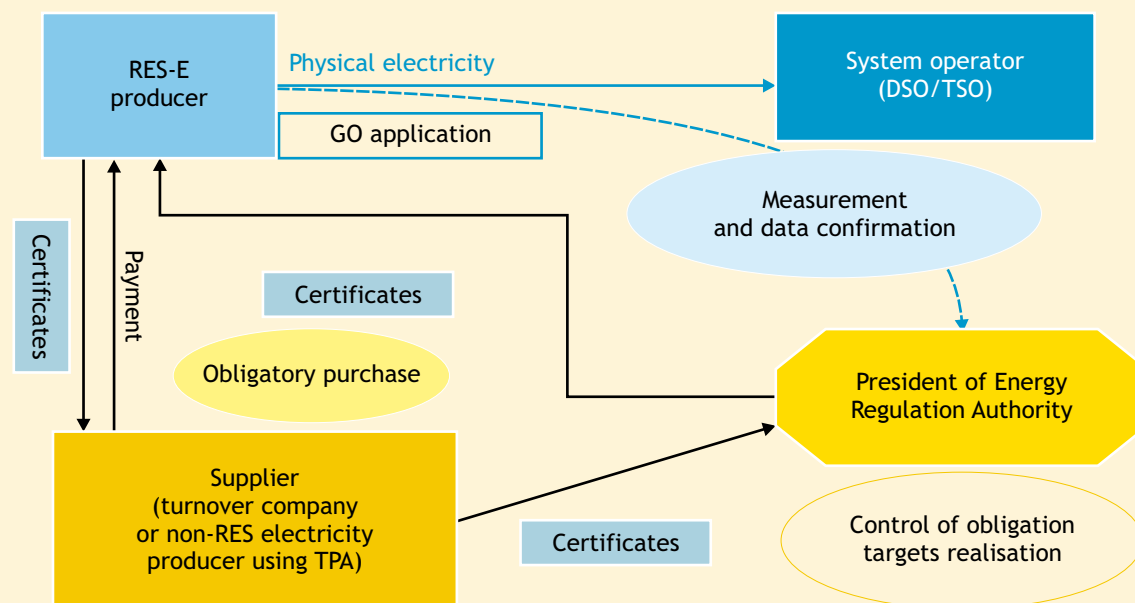 RES-E
producer
Physical electricity
System operator
(DSO/TSO)
GO application
Measurement
and data confirmation
Certificates
Payment
Certificates
Obligatory purchase
President of Energy
Regulation Authority
Supplier
(turnover company
or non-RES electricity
producer using TPA)
Certificates
Control of obligation
targets realisation